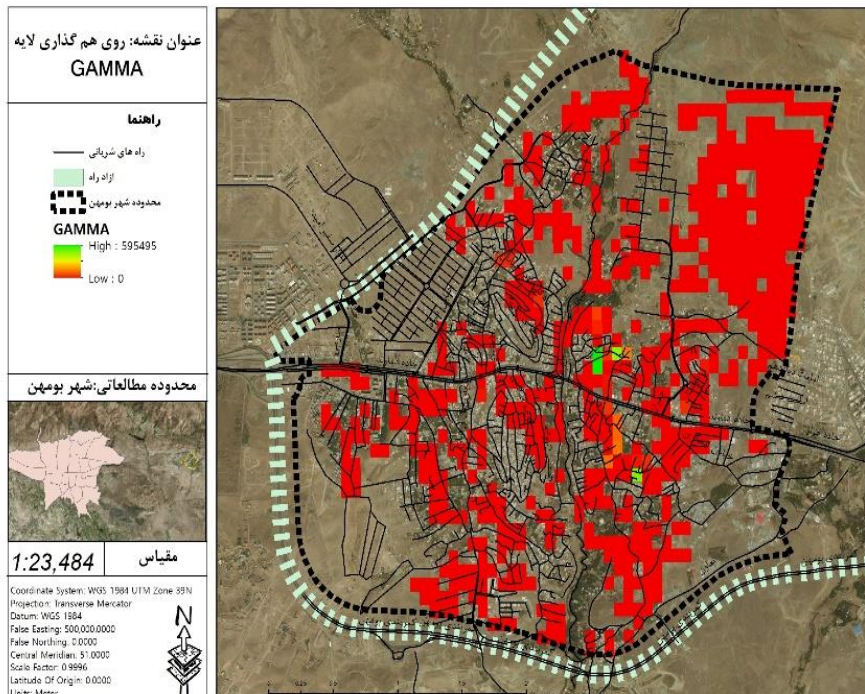 عنوان نقشه: روی هم گذاری لایه
GAMMA
راهنما
راه های شریانی
ازاد راه
محدوده شهر بومهن
GAMMA
High : 595495
Low : 0
محدوده مطالعاتی:شهر بومهن
1:23,484 مقیاس
Coordinate System: WGS 1984 UTM Zone 39N
Projection: Transverse Mercator
Datum: WGS 1984
False Easting: 500,000.0000
False Northing: 0.0000
Central Meridian: 51.0000
Scale Factor: 0.9996
Latitude Of Origin: 0.0000
Units: Meter
N